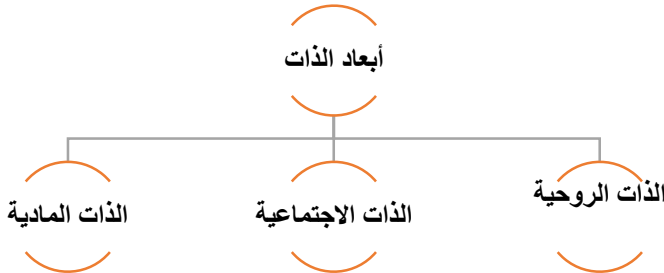 أبعاد الذات
الذات الروحية
الذات الاجتماعية
الذات المادية